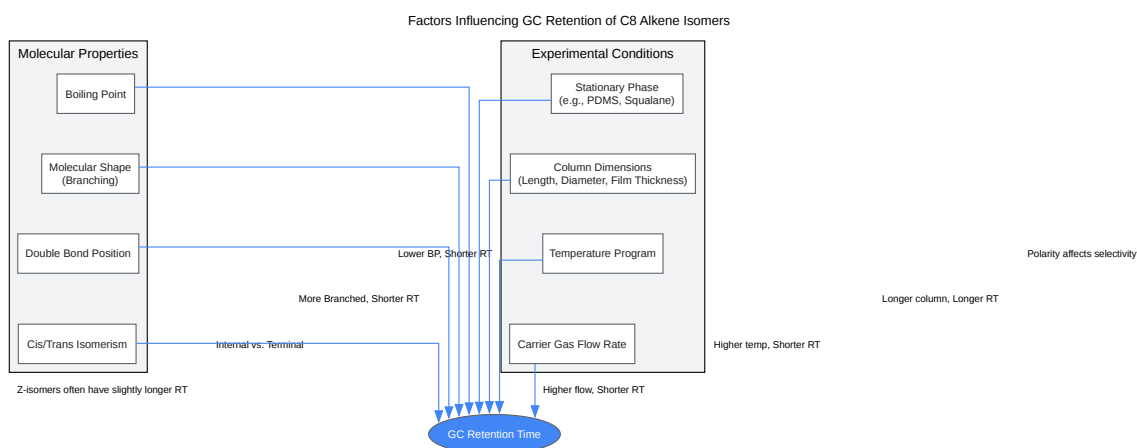 Factors Influencing GC Retention of C8 Alkene Isomers
Molecular Properties
Boiling Point
Molecular Shape
(Branching)
Double Bond Position
Cis/Trans Isomerism
Experimental Conditions
Stationary Phase
(e.g., PDMS, Squalane)
Column Dimensions
(Length, Diameter, Film Thickness)
Temperature Program
Carrier Gas Flow Rate
Lower BP, Shorter RT
Polarity affects selectivity
More Branched, Shorter RT
Longer column, Longer RT
Internal vs. Terminal
Higher temp, Shorter RT
Z-isomers often have slightly longer RT
Higher flow, Shorter RT
GC Retention Time